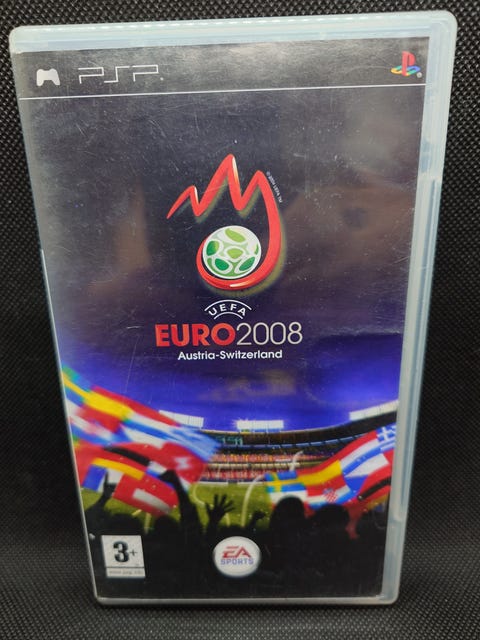 PSP
UEFA
EURO2008
Austria-Switzerland
3+
EA
SPORTS